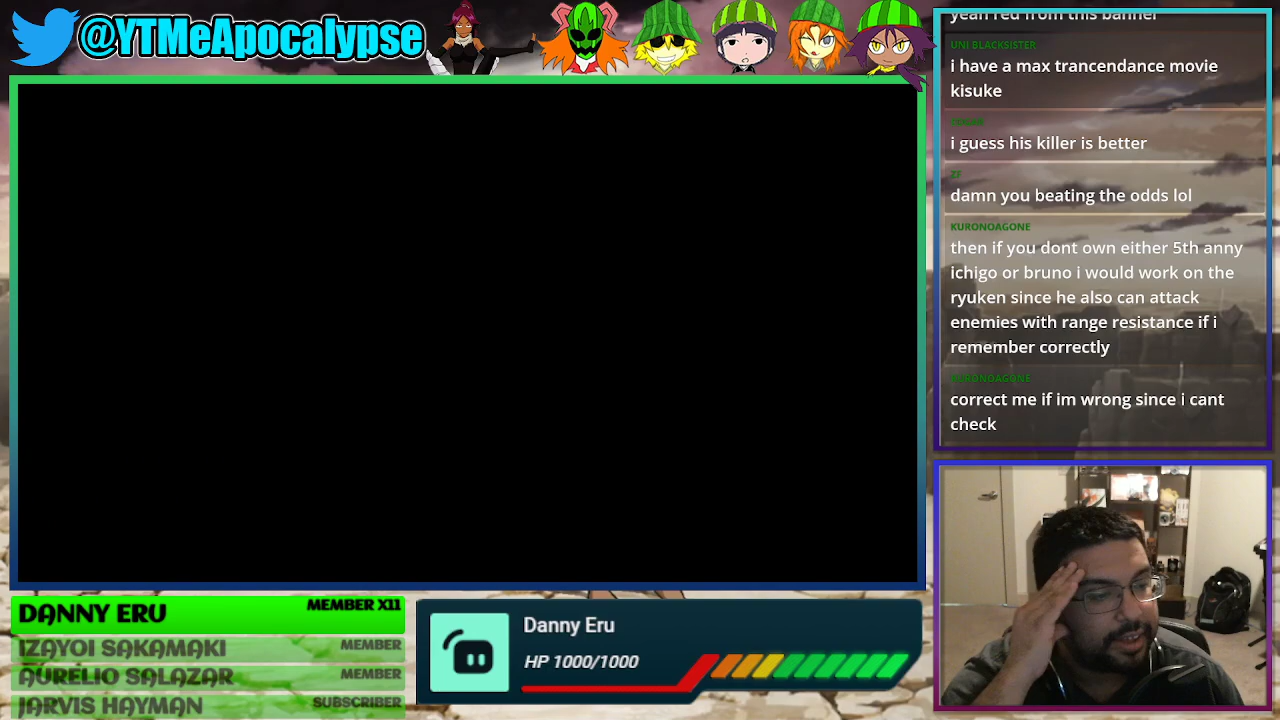 @YTMeApocalypse
yeah red from this banner
UNI BLACKSISTER
i have a max trancendance movie
kisuke
i guess his killer is better
ZF
damn you beating the odds lol
KURONOAGONE
then if you dont own either 5th anny
ichigo or bruno i would work on the
ryuken since he also can attack
enemies with range resistance if i
remember correctly
KURONOAGONE
correct me if im wrong since i cant
check
DANNY ERU MEMBER X11
IZAYOI SAKAMAKI MEMBER
AURELIO SALAZAR MEMBER
JARVIS HAYMAN SUBSCRIBER
Danny Eru
HP 1000/1000